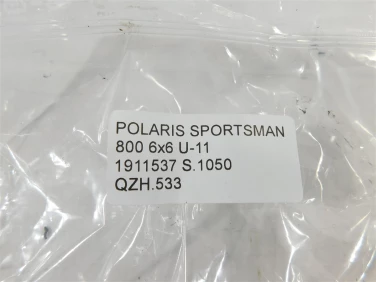 POLARIS SPORTSMAN
800 6x6 U-11
1911537 S.1050
QZH.533